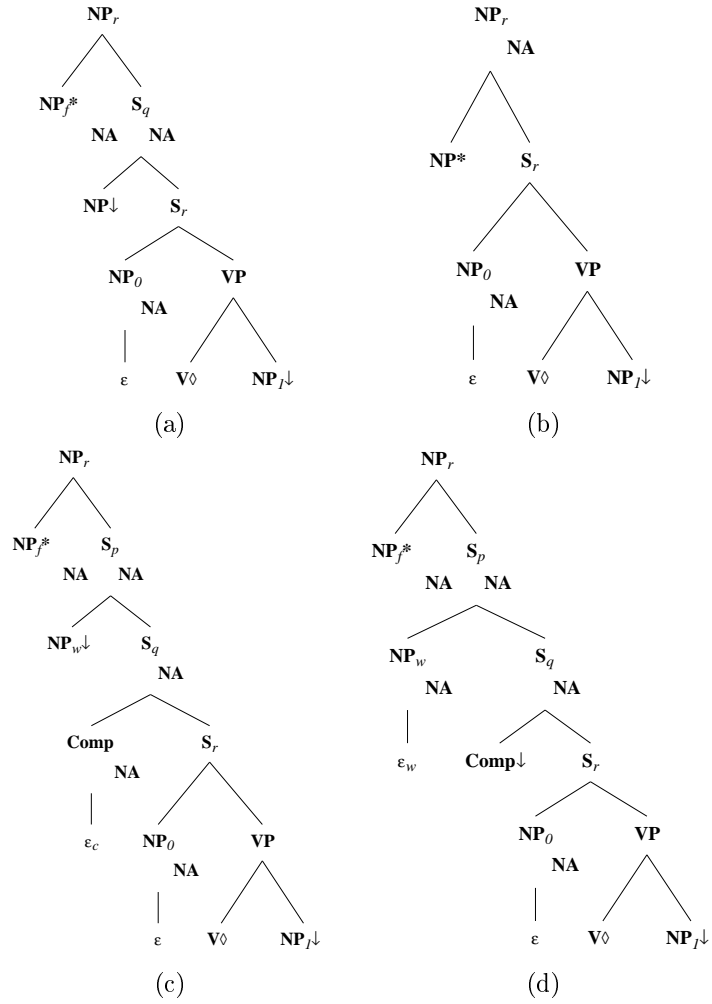 NPr NPr
NA
NPf* Sq
NA NA
NP* Sr
NP↓ Sr
NP0 VP NP0 VP
NA NA
ε V◊ NP1↓ ε V◊ NP1↓
(a) (b)
NPr NPr
NPf* Sp NPf* Sp
NA NA NA NA
NPw↓ Sq NPw Sq
NA NA NA
Comp Sr εw Comp↓ Sr
NA
NP0 VP NP0 VP
εc NA NA
ε V◊ NP1↓ ε V◊ NP1↓
(c) (d)